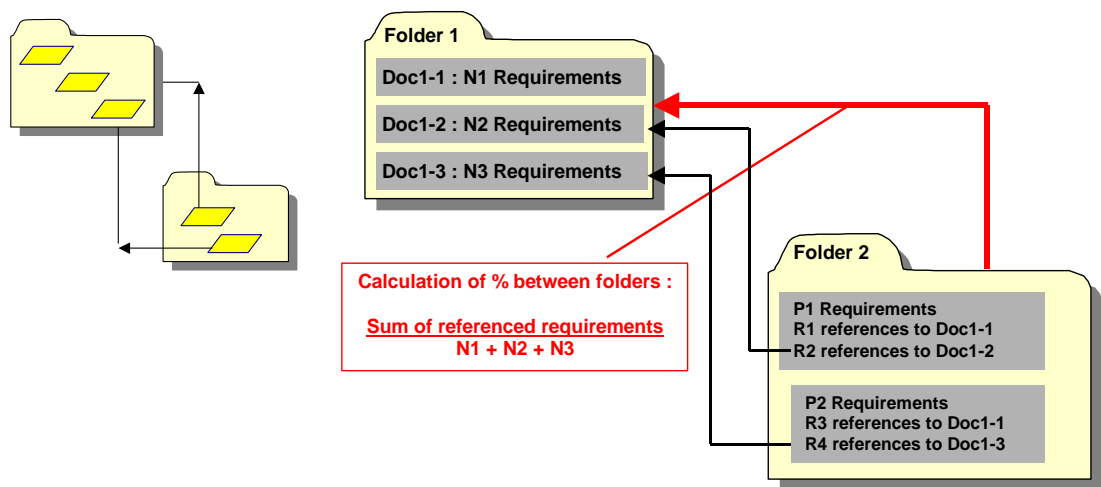 Folder 1
Doc1-1 : N1 Requirements
Doc1-2 : N2 Requirements
Doc1-3 : N3 Requirements
Calculation of % between folders :
Sum of referenced requirements
N1 + N2 + N3
Folder 2
P1 Requirements
R1 references to Doc1-1
R2 references to Doc1-2
P2 Requirements
R3 references to Doc1-1
R4 references to Doc1-3